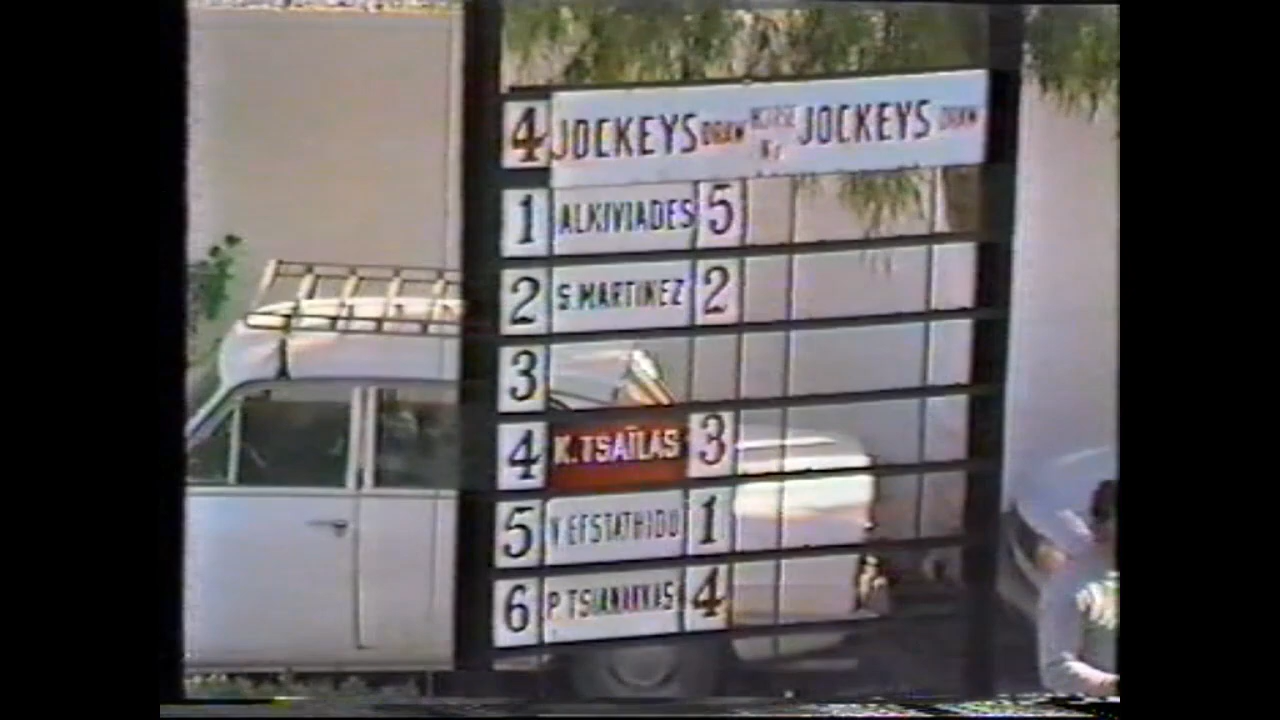 4 JOCKEYS DRAW HORSE Nr JOCKEYS DRAW
1 ALKIVIADES 5
2 S. MARTINEZ 2
3
4 K. TSAÏLAS 3
5 V. EFSTATHIOU 1
6 P. 4